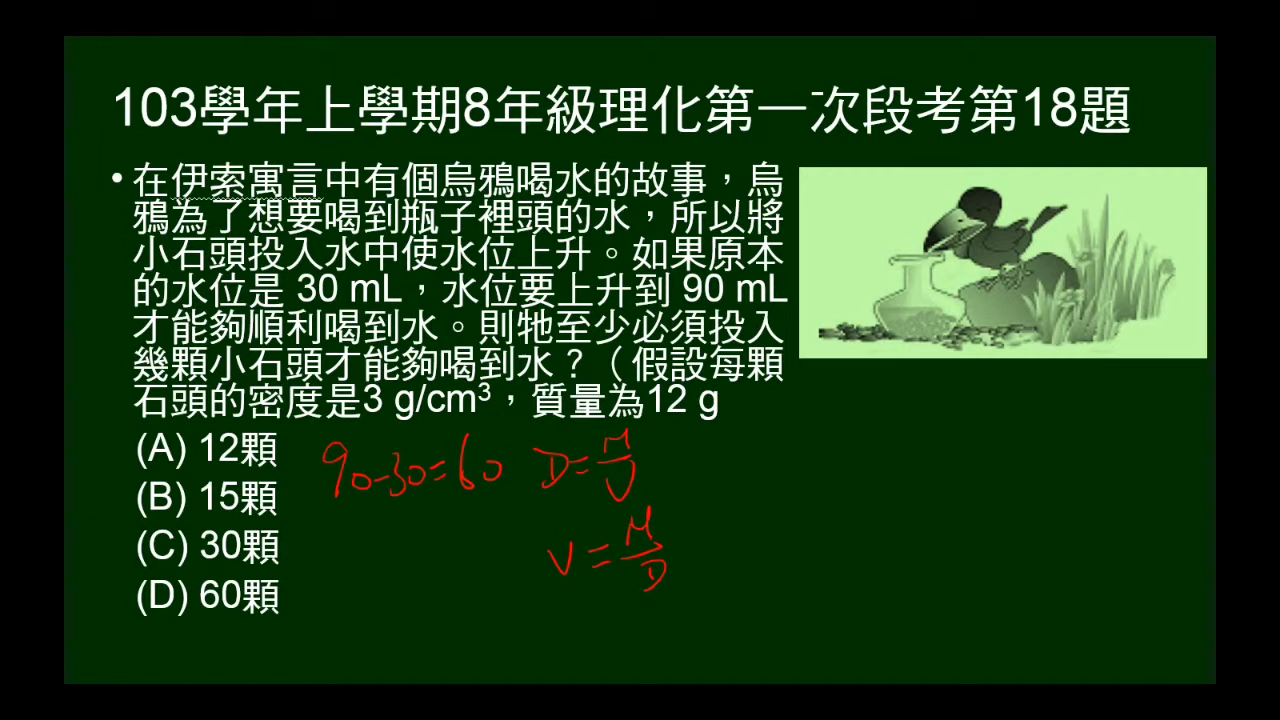 103學年上學期8年級理化第一次段考第18題
• 在伊索寓言中有個烏鴉喝水的故事，烏
鴉為了想要喝到瓶子裡頭的水，所以將
小石頭投入水中使水位上升。如果原本
的水位是 30 mL，水位要上升到 90 mL
才能夠順利喝到水。則牠至少必須投入
幾顆小石頭才能夠喝到水？（假設每顆
石頭的密度是3 g/cm³，質量為12 g
(A) 12顆
(B) 15顆
(C) 30顆
(D) 60顆
90-30=60 D=M/V
V=M/D